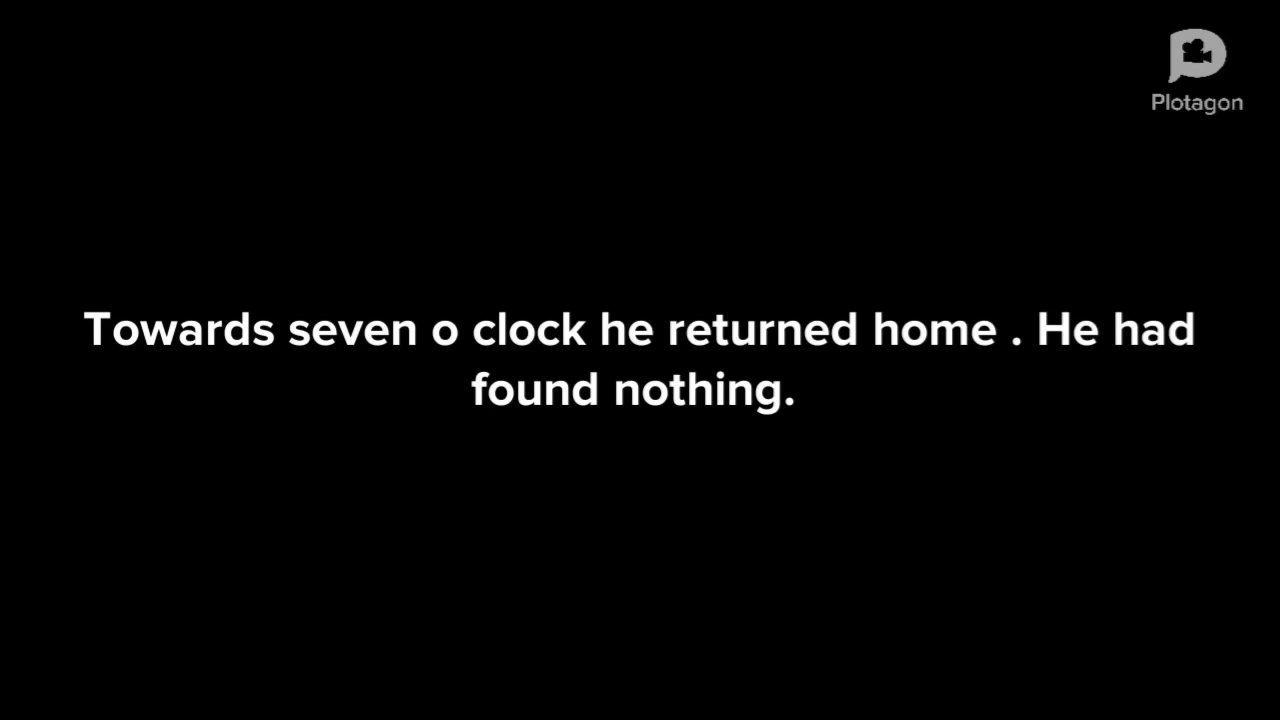 Plotagon
Towards seven o clock he returned home . He had
found nothing.